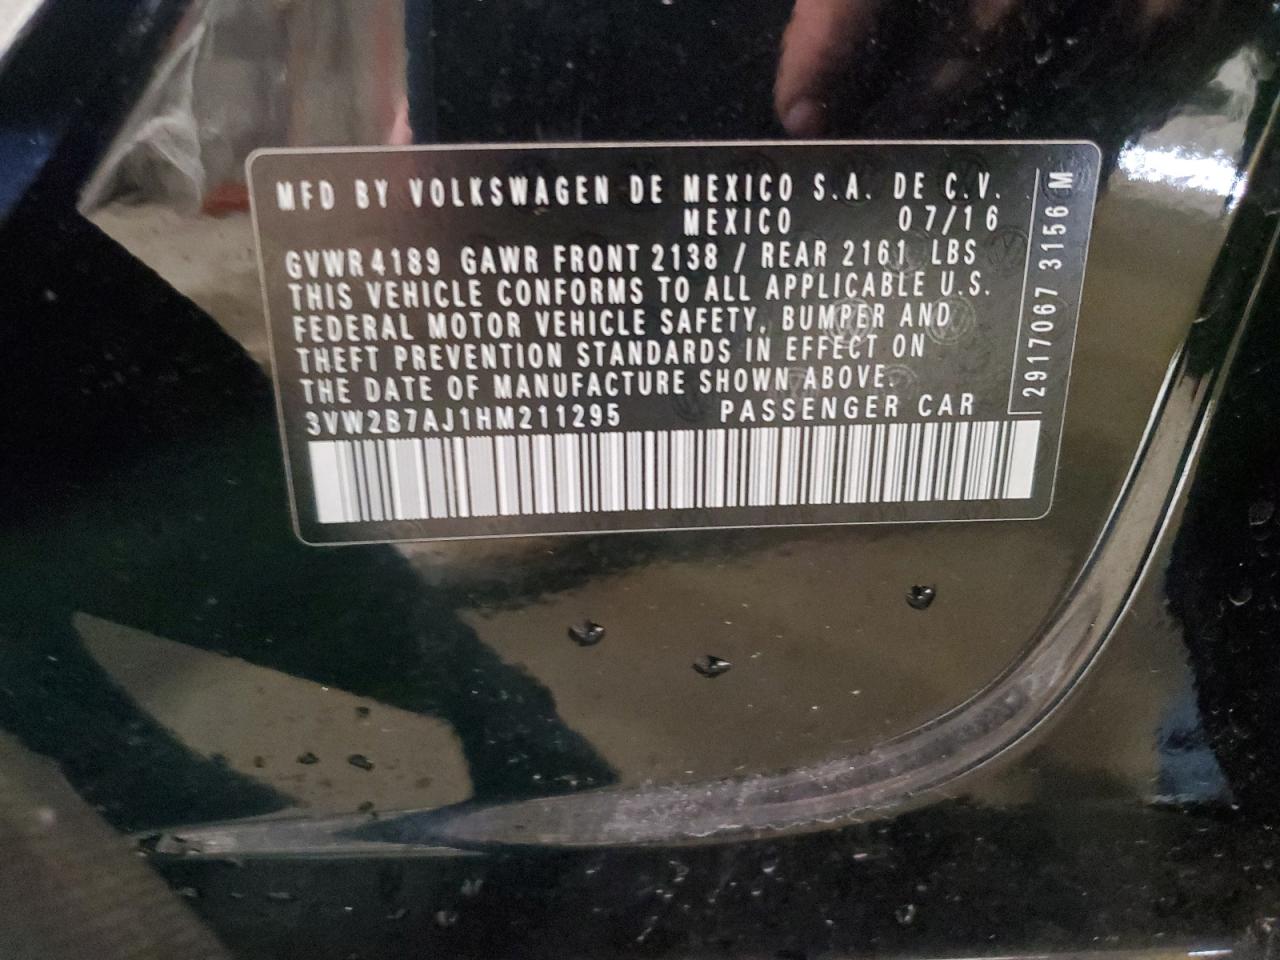 MFD BY VOLKSWAGEN DE MEXICO S.A. DE C.V.
MEXICO 07/16
GVWR 4189 GAWR FRONT 2138 / REAR 2161 LBS
THIS VEHICLE CONFORMS TO ALL APPLICABLE U.S.
FEDERAL MOTOR VEHICLE SAFETY, BUMPER AND
THEFT PREVENTION STANDARDS IN EFFECT ON
THE DATE OF MANUFACTURE SHOWN ABOVE.
3VW2B7AJ1HM211295 PASSENGER CAR
2917067 3156 M